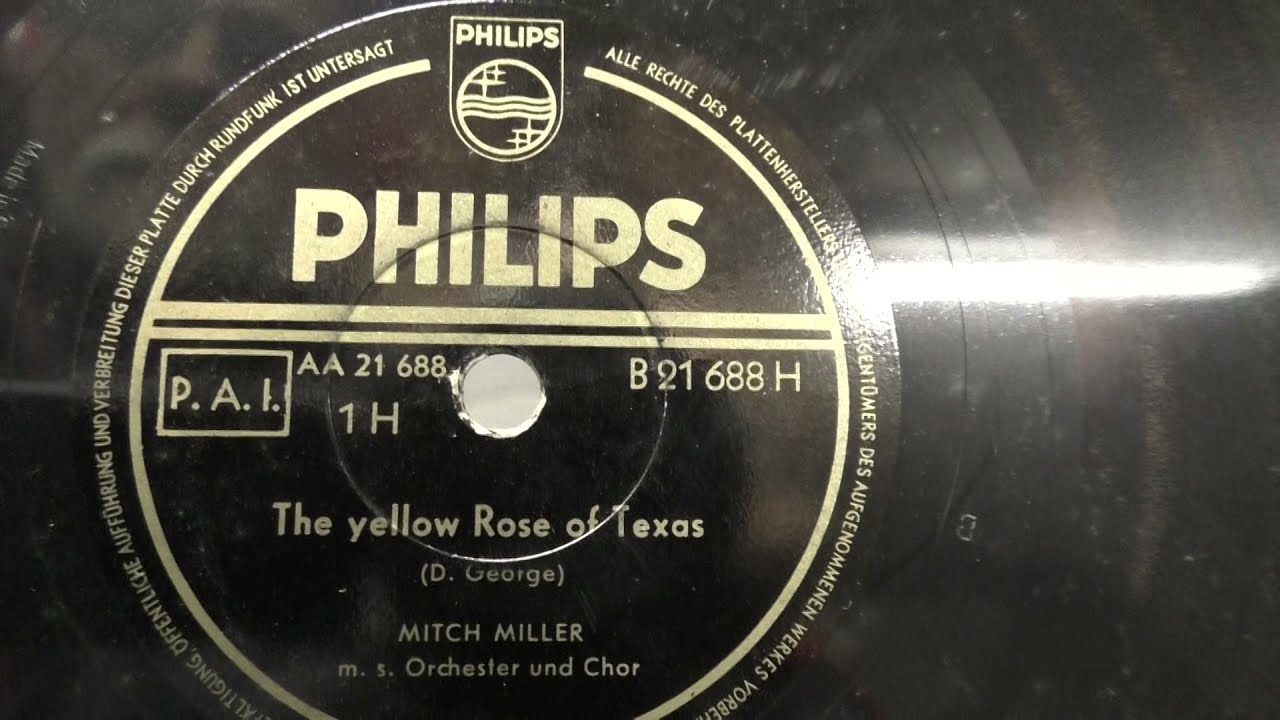 PHILIPS
ALLE RECHTE DES PLATTENHERSTELLERS
EIGENTÜMERS DES AUFGENOMMENEN WERKES
ÖFFENTLICHE AUFFÜHRUNG UND VERBREITUNG DIESER PLATTE DURCH RUNDFUNK IST UNTERSAGT
Made
PHILIPS
P. A. I.
AA 21 688
1 H
B 21 688 H
The yellow Rose of Texas
(D. George)
MITCH MILLER
m. s. Orchester und Chor